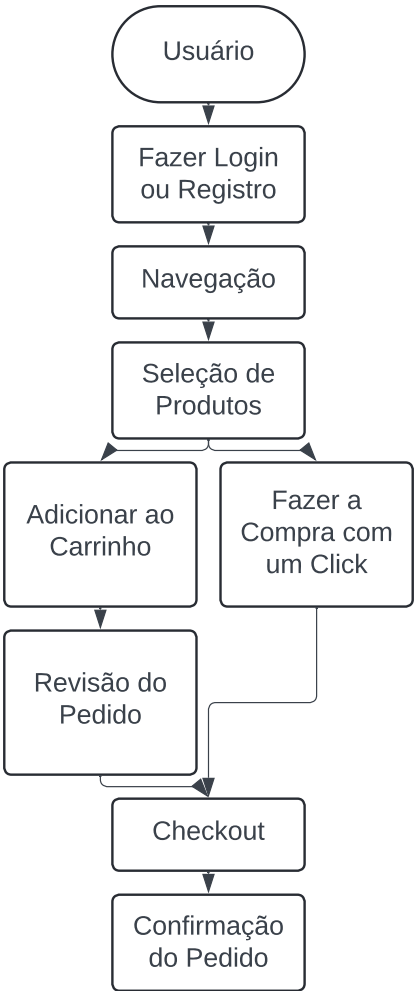 Usuário
Fazer Login
ou Registro
Navegação
Seleção de
Produtos
Adicionar ao
Carrinho
Fazer a
Compra com
um Click
Revisão do
Pedido
Checkout
Confirmação
do Pedido